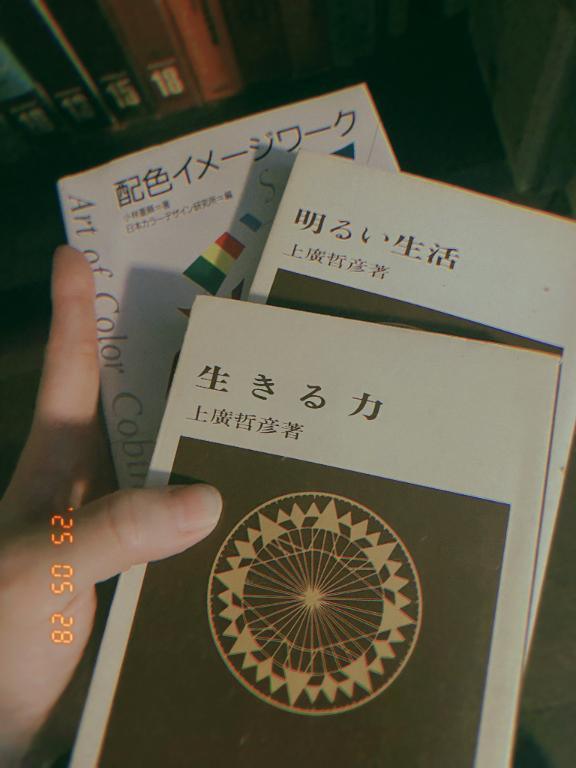 18
15
配色イメージワーク
小林重順=著
日本カラーデザイン研究所=編
Art of Color
明るい生活
上廣哲彦著
生きる力
上廣哲彦著
'25 05 28